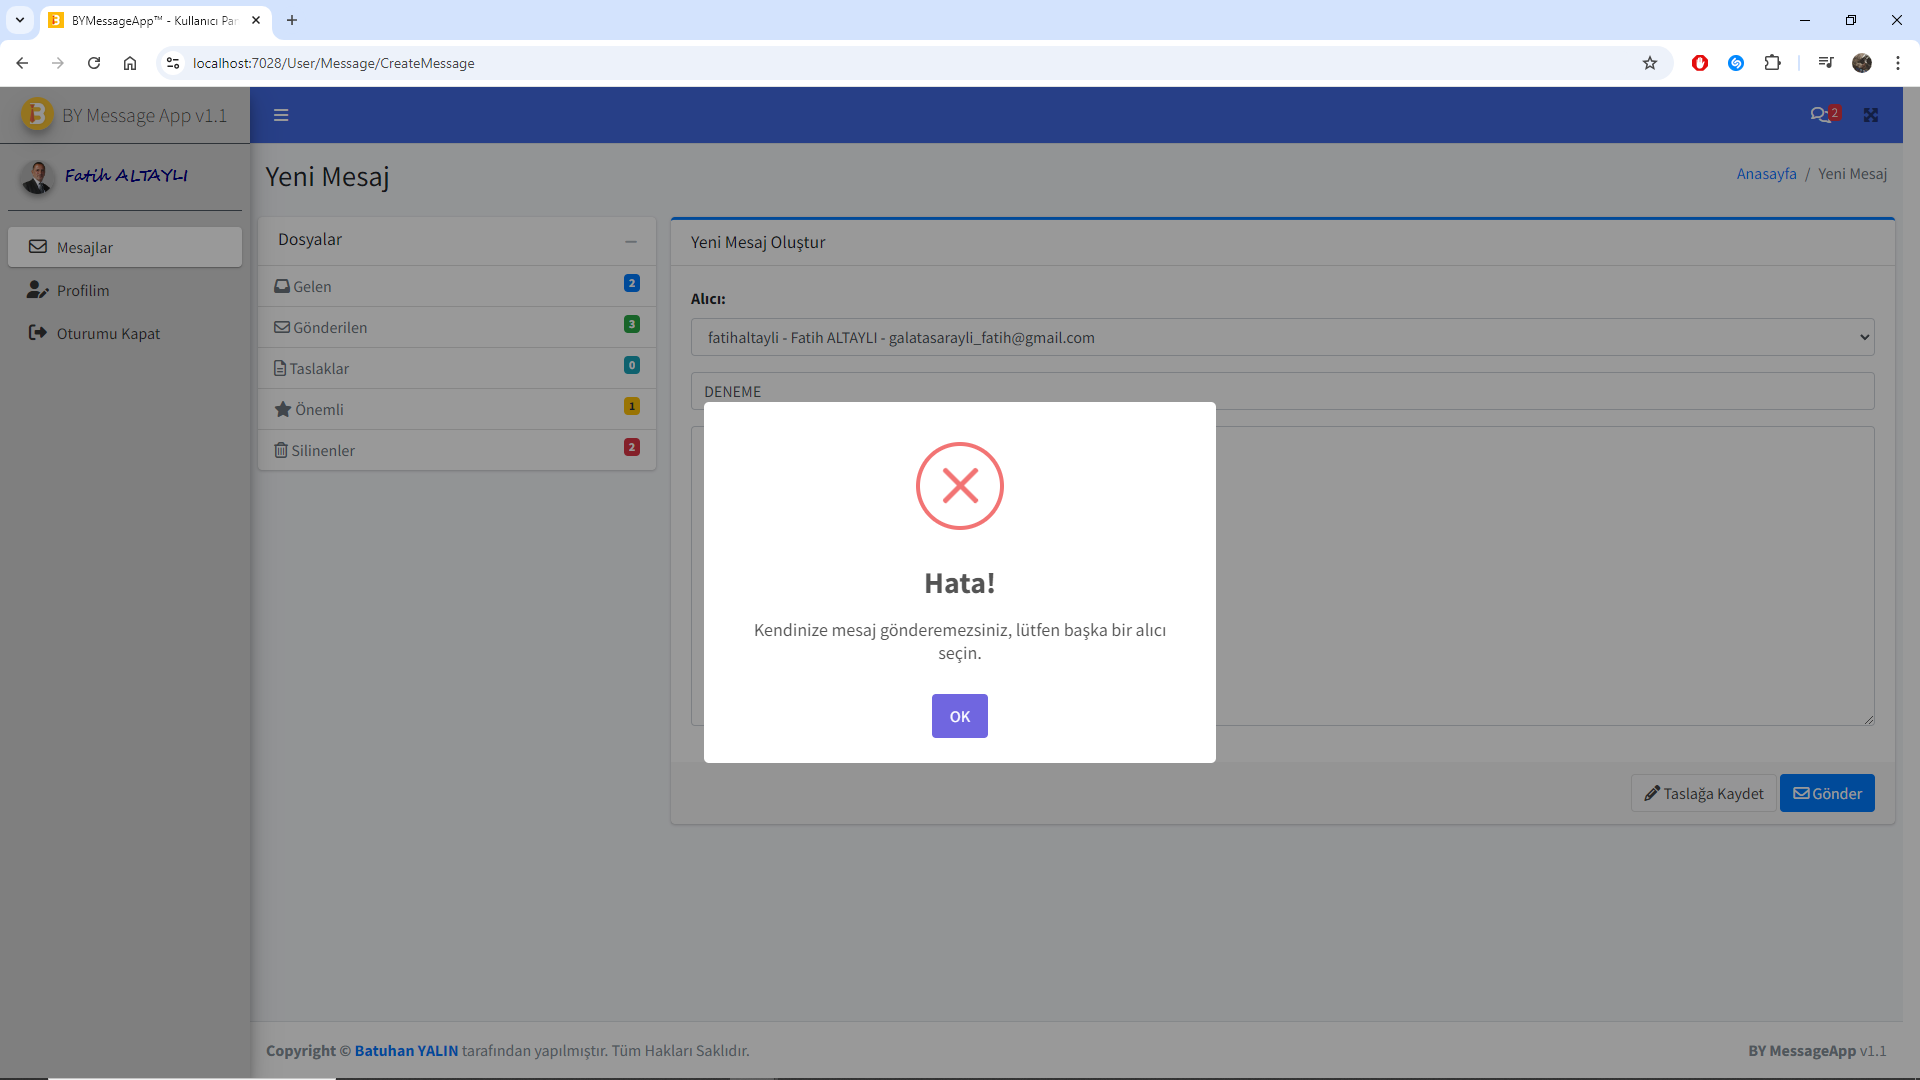 BYMessageApp™ - Kullanıcı Par
localhost:7028/User/Message/CreateMessage
BY Message App v1.1
2
Fatih ALTAYLI
Yeni Mesaj
Anasayfa / Yeni Mesaj
Mesajlar
Profilim
Oturumu Kapat
Dosyalar
Gelen 2
Gönderilen 3
Taslaklar 0
Önemli 1
Silinenler 2
Yeni Mesaj Oluştur
Alıcı:
fatihaltayli - Fatih ALTAYLI - galatasarayli_fatih@gmail.com
DENEME
Hata!
Kendinize mesaj gönderemezsiniz, lütfen başka bir alıcı
seçin.
OK
Taslağa Kaydet
Gönder
Copyright © Batuhan YALIN tarafından yapılmıştır. Tüm Hakları Saklıdır.
BY MessageApp v1.1